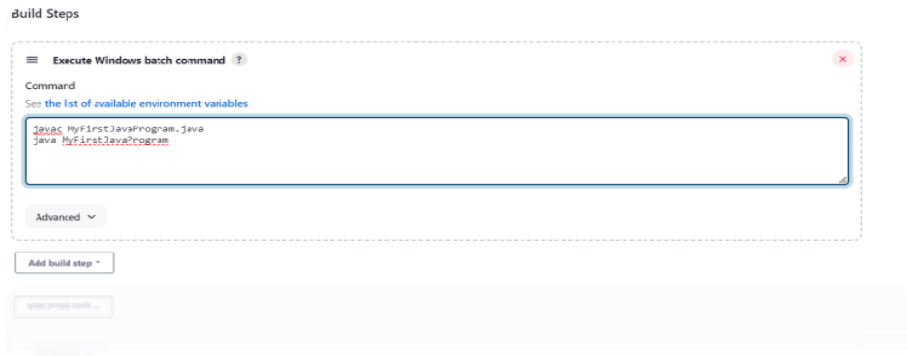 Build Steps
Execute Windows batch command ?
Command
See the list of available environment variables
javac MyFirstJavaProgram.java
java MyFirstJavaProgram
Advanced
Add build step